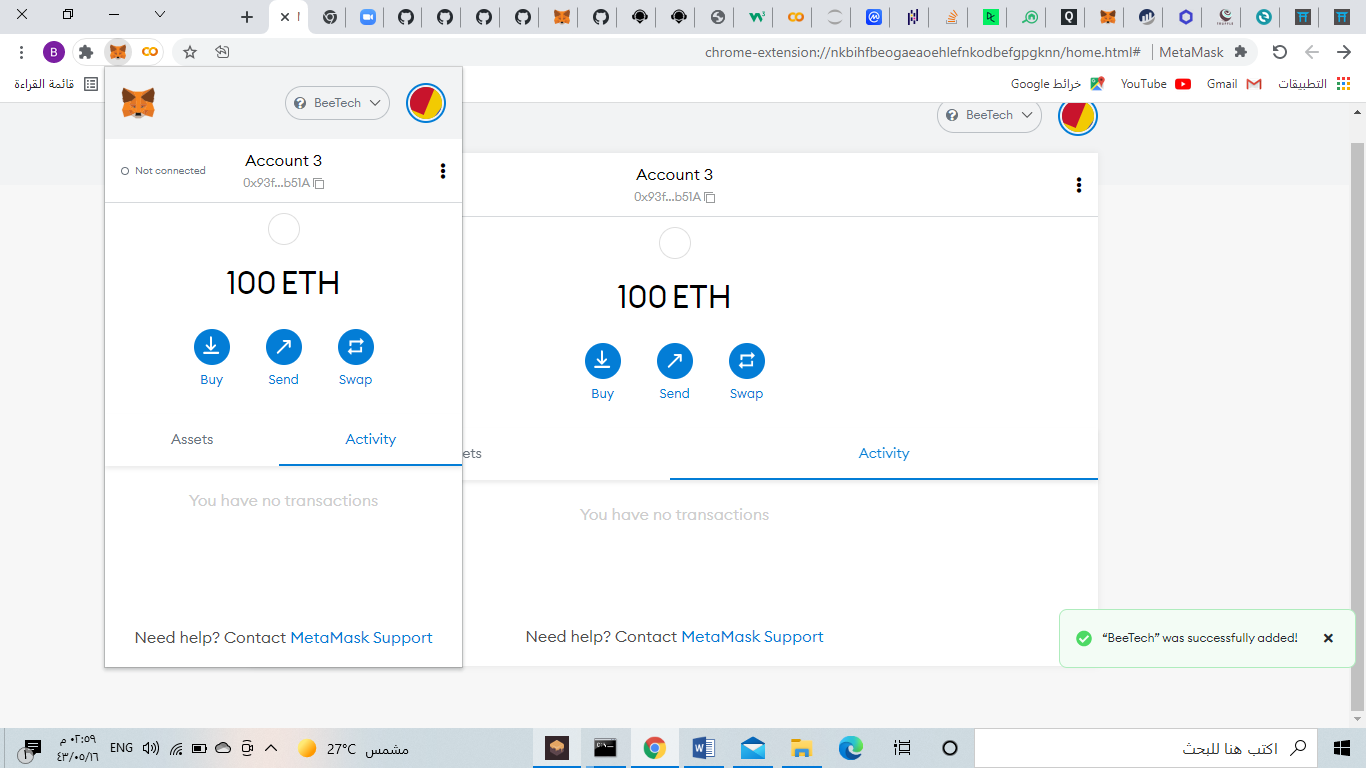 chrome-extension://nkbihfbeogaeaoehlefnkodbefgpgknn/home.html#
MetaMask
B
التطبيقات
Gmail
YouTube
خرائط Google
قائمة القراءة
BeeTech
Not connected
Account 3
0x93f...b51A
100 ETH
Buy
Send
Swap
Assets
Activity
You have no transactions
Need help? Contact MetaMask Support
BeeTech
Account 3
0x93f...b51A
100 ETH
Buy
Send
Swap
ets
Activity
You have no transactions
Need help? Contact MetaMask Support
“BeeTech” was successfully added!
اكتب هنا للبحث
27°C مشمس
ENG
٠٢:٥٩ م
٤٣/٠٥/١٦
١